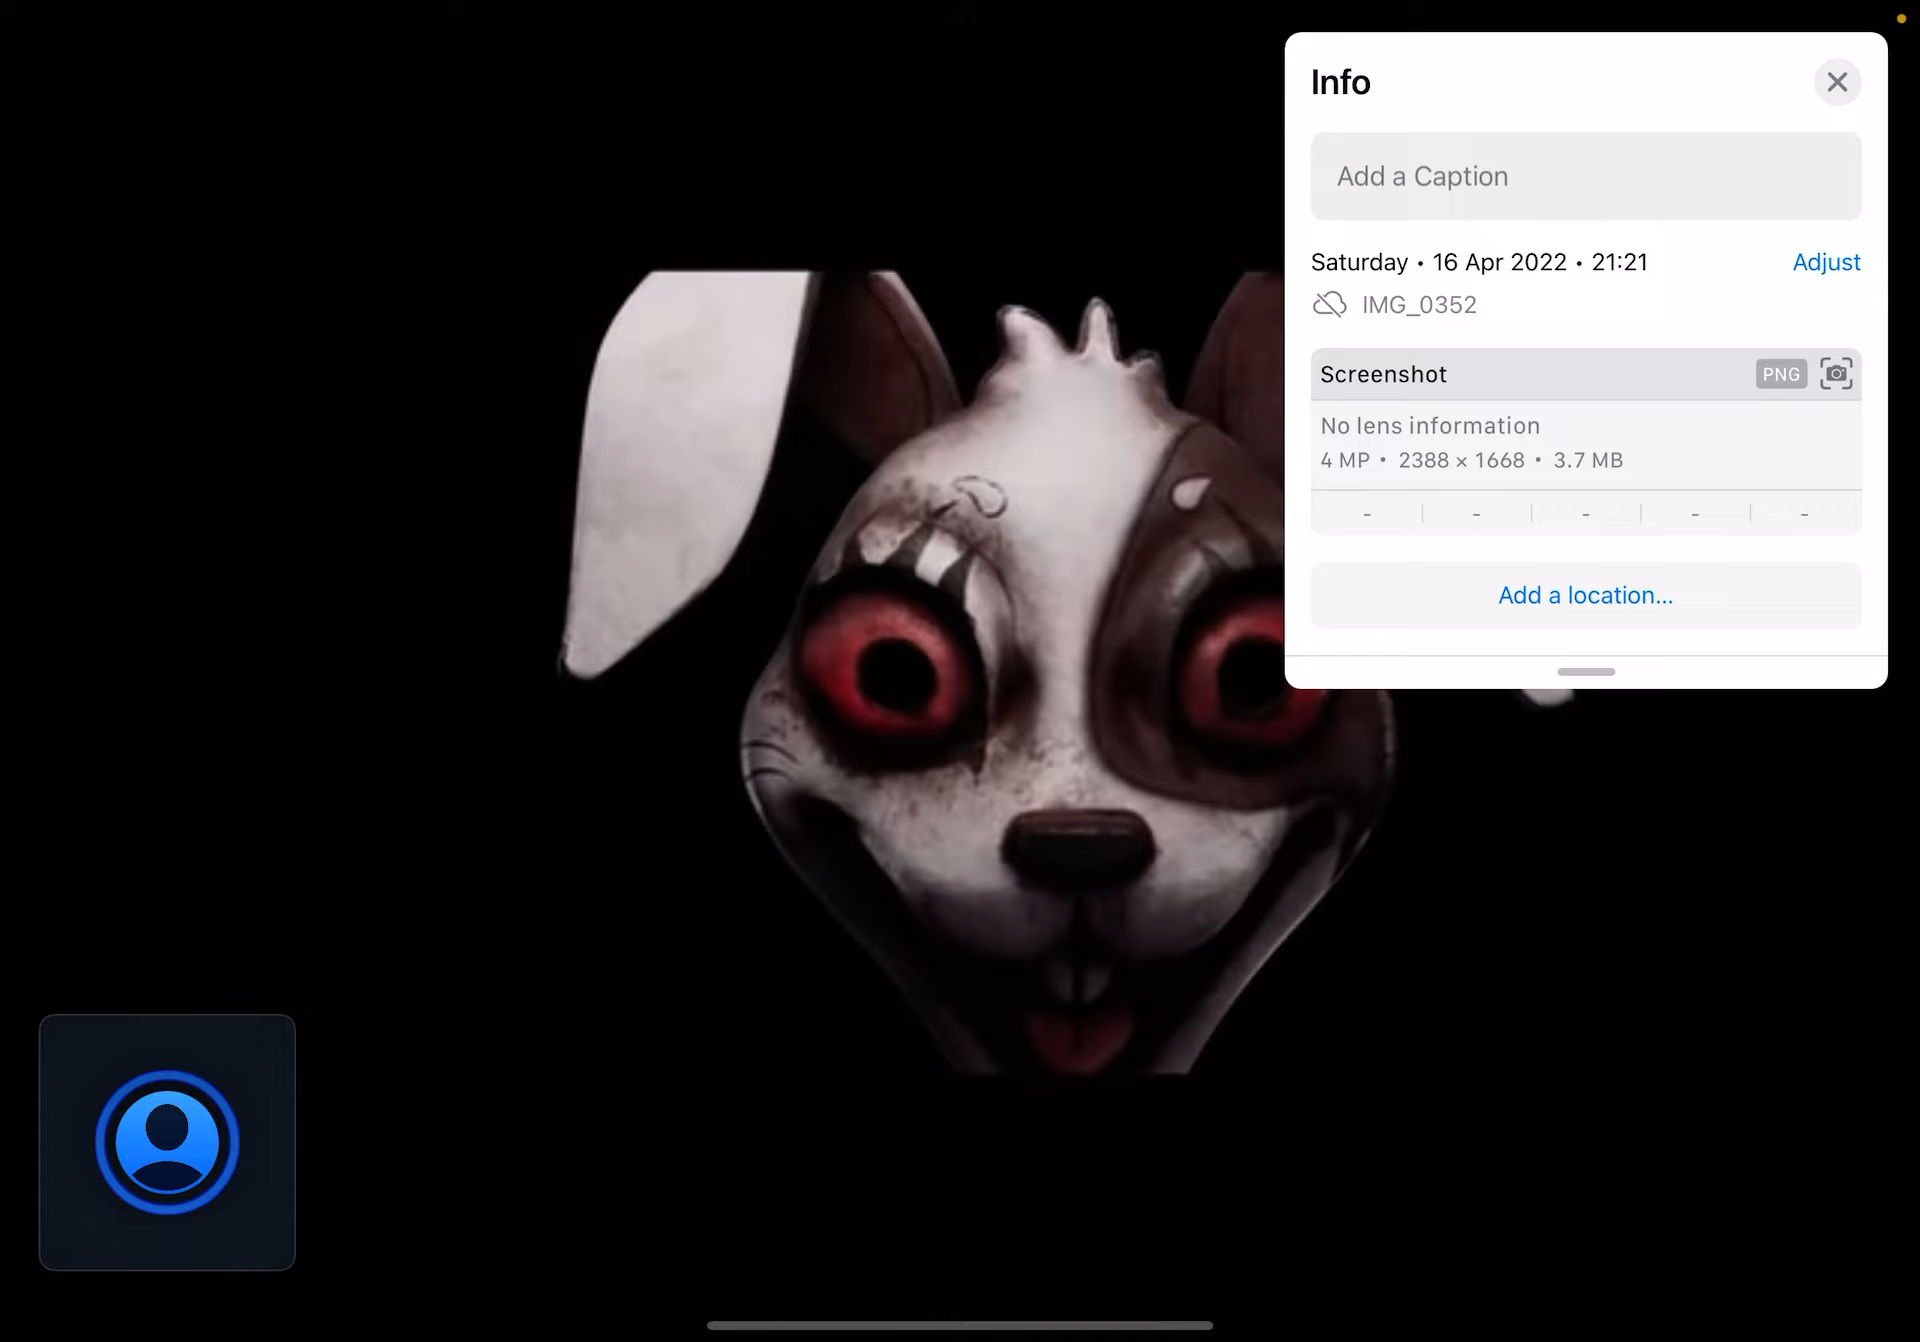 Info
Add a Caption
Saturday • 16 Apr 2022 • 21:21
Adjust
IMG_0352
Screenshot
PNG
No lens information
4 MP • 2388 × 1668 • 3.7 MB
- - - - -
Add a location...